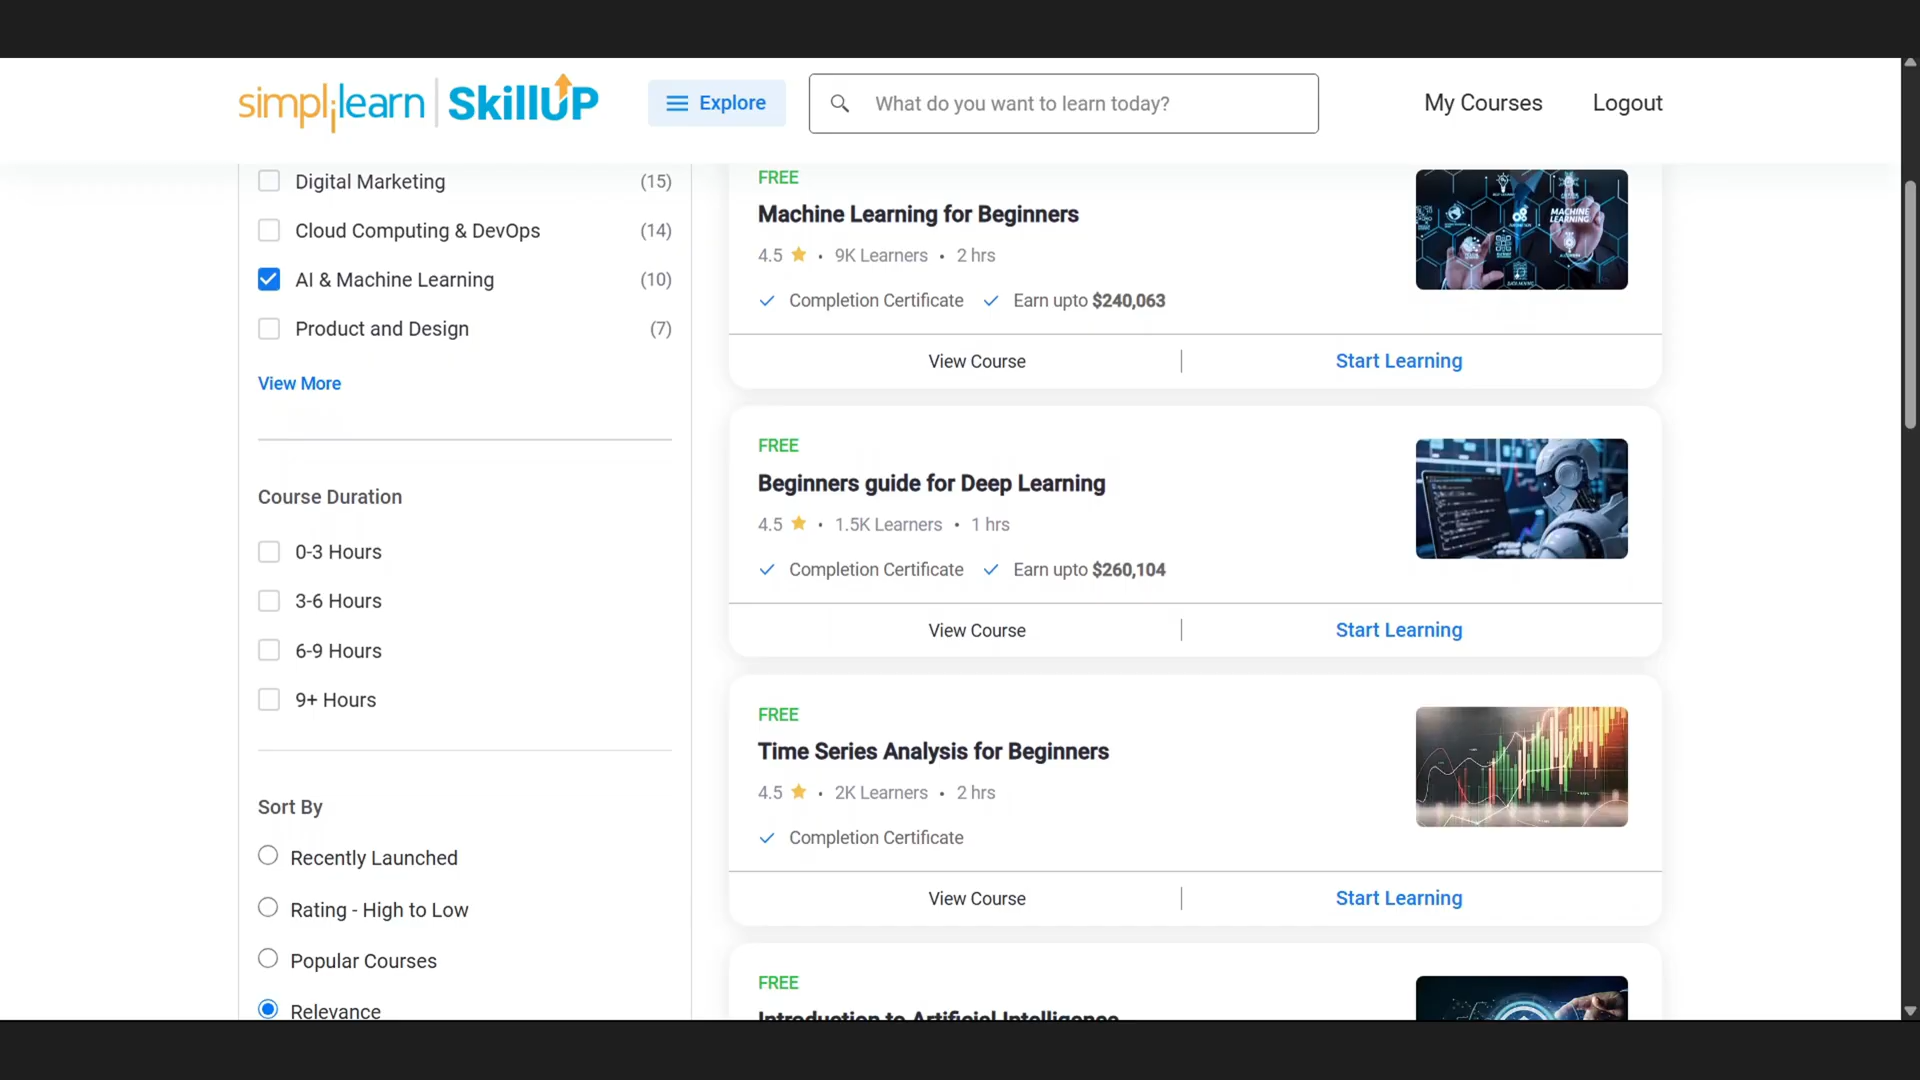 simplilearn | SkillUP
Explore
What do you want to learn today?
My Courses
Logout
Digital Marketing (15)
Cloud Computing & DevOps (14)
AI & Machine Learning (10)
Product and Design (7)
View More
Course Duration
0-3 Hours
3-6 Hours
6-9 Hours
9+ Hours
Sort By
Recently Launched
Rating - High to Low
Popular Courses
Relevance
FREE
Machine Learning for Beginners
4.5 • 9K Learners • 2 hrs
Completion Certificate Earn upto $240,063
View Course | Start Learning
MACHINE
LEARNING
FREE
Beginners guide for Deep Learning
4.5 • 1.5K Learners • 1 hrs
Completion Certificate Earn upto $260,104
View Course | Start Learning
FREE
Time Series Analysis for Beginners
4.5 • 2K Learners • 2 hrs
Completion Certificate
View Course | Start Learning
FREE
Introduction to Artificial Intelligence